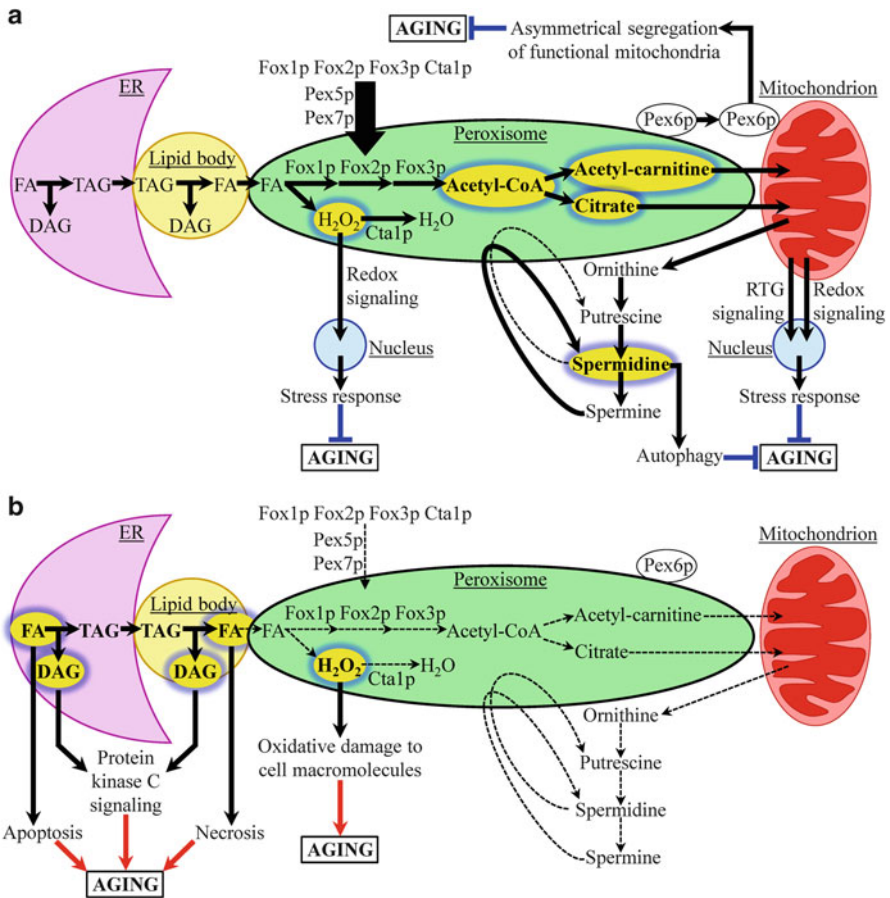 a
AGING
Asymmetrical segregation
of functional mitochondria
Fox1p Fox2p Fox3p Cta1p
Pex5p
Pex7p
ER
Mitochondrion
Pex6p
Pex6p
Peroxisome
Lipid body
FA
TAG
TAG
FA
FA
Fox1p Fox2p Fox3p
Acetyl-CoA
Acetyl-carnitine
Citrate
DAG
DAG
H₂O₂
H₂O
Cta1p
Redox
signaling
Ornithine
Putrescine
Spermidine
Spermine
Autophagy
RTG
signaling
Redox
signaling
Nucleus
Nucleus
Stress response
Stress response
AGING
AGING
b
Fox1p Fox2p Fox3p Cta1p
Pex5p
Pex7p
ER
Mitochondrion
Pex6p
Peroxisome
Lipid body
FA
TAG
TAG
FA
FA
Fox1p Fox2p Fox3p
Acetyl-CoA
Acetyl-carnitine
Citrate
DAG
DAG
H₂O₂
H₂O
Cta1p
Ornithine
Putrescine
Spermidine
Spermine
Protein
kinase C
signaling
Oxidative damage to
cell macromolecules
Apoptosis
Necrosis
AGING
AGING